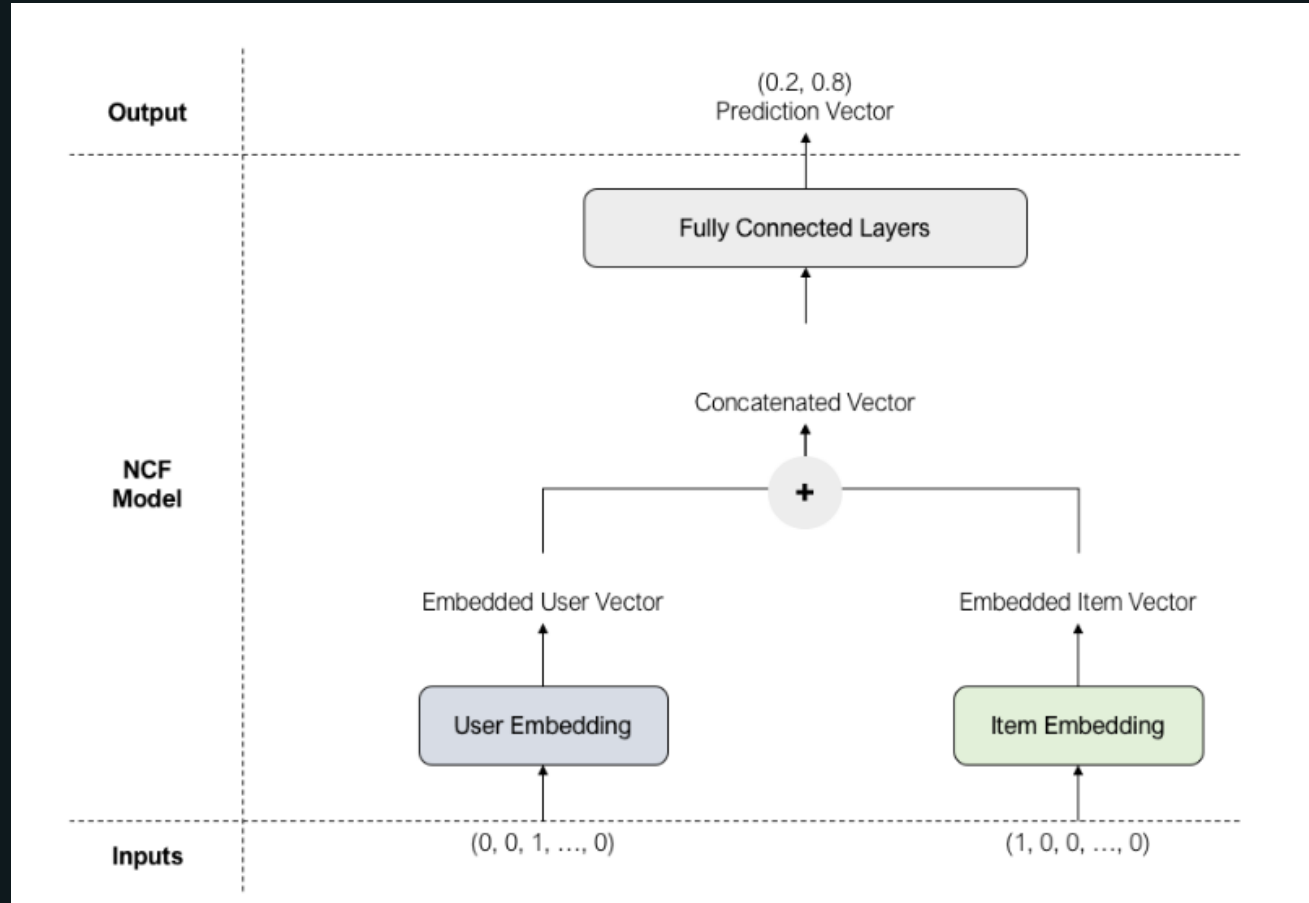 Output
(0.2, 0.8)
Prediction Vector
Fully Connected Layers
Concatenated Vector
NCF
Model
+
Embedded User Vector
Embedded Item Vector
User Embedding
Item Embedding
Inputs
(0, 0, 1, …, 0)
(1, 0, 0, …, 0)